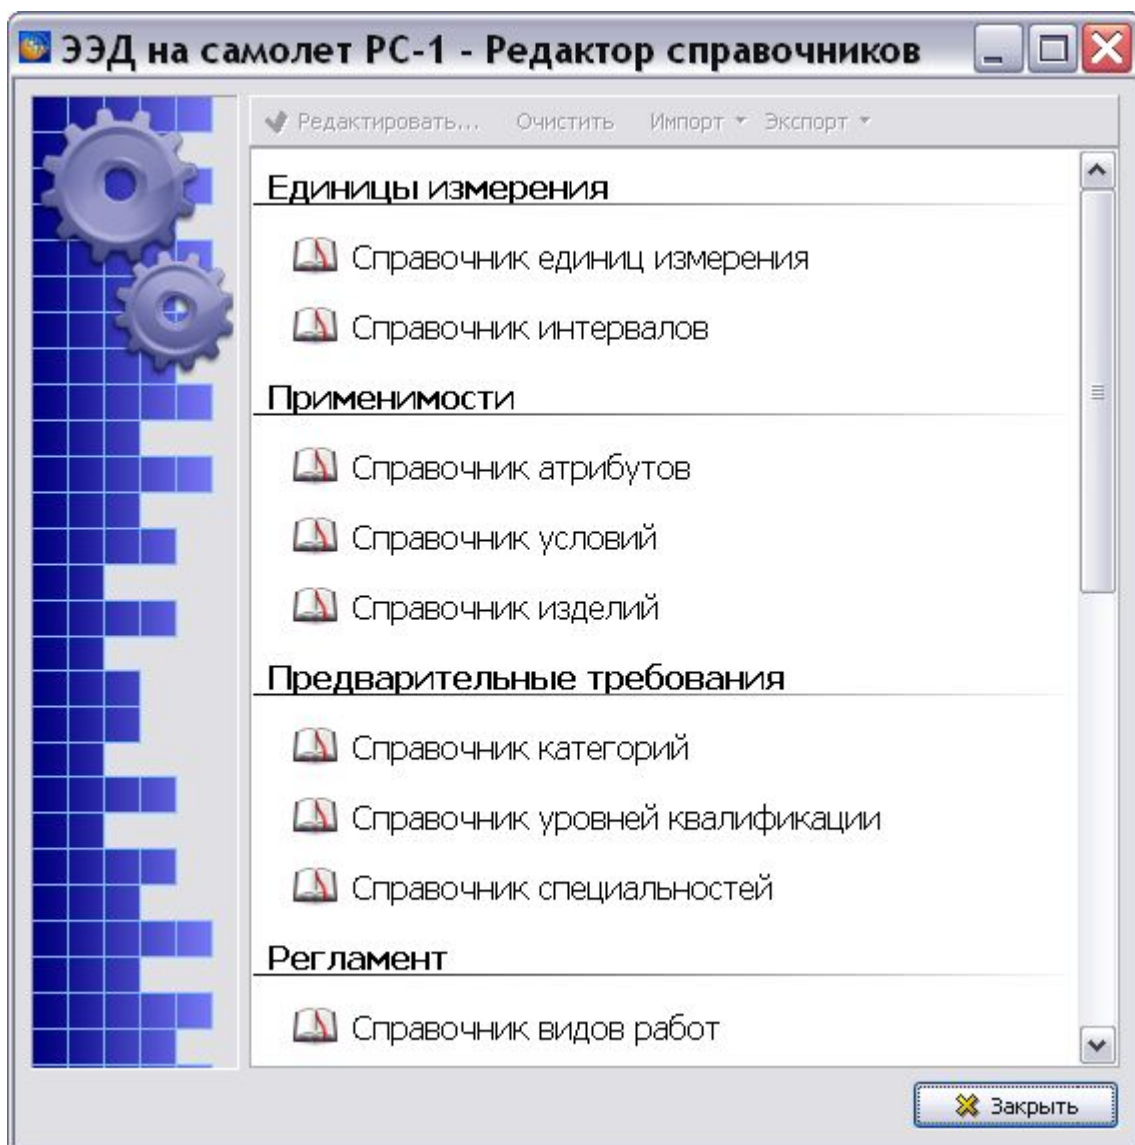 ЭЭД на самолет РС-1 - Редактор справочников
Редактировать... Очистить Импорт Экспорт
Единицы измерения
Справочник единиц измерения
Справочник интервалов
Применимости
Справочник атрибутов
Справочник условий
Справочник изделий
Предварительные требования
Справочник категорий
Справочник уровней квалификации
Справочник специальностей
Регламент
Справочник видов работ
Закрыть